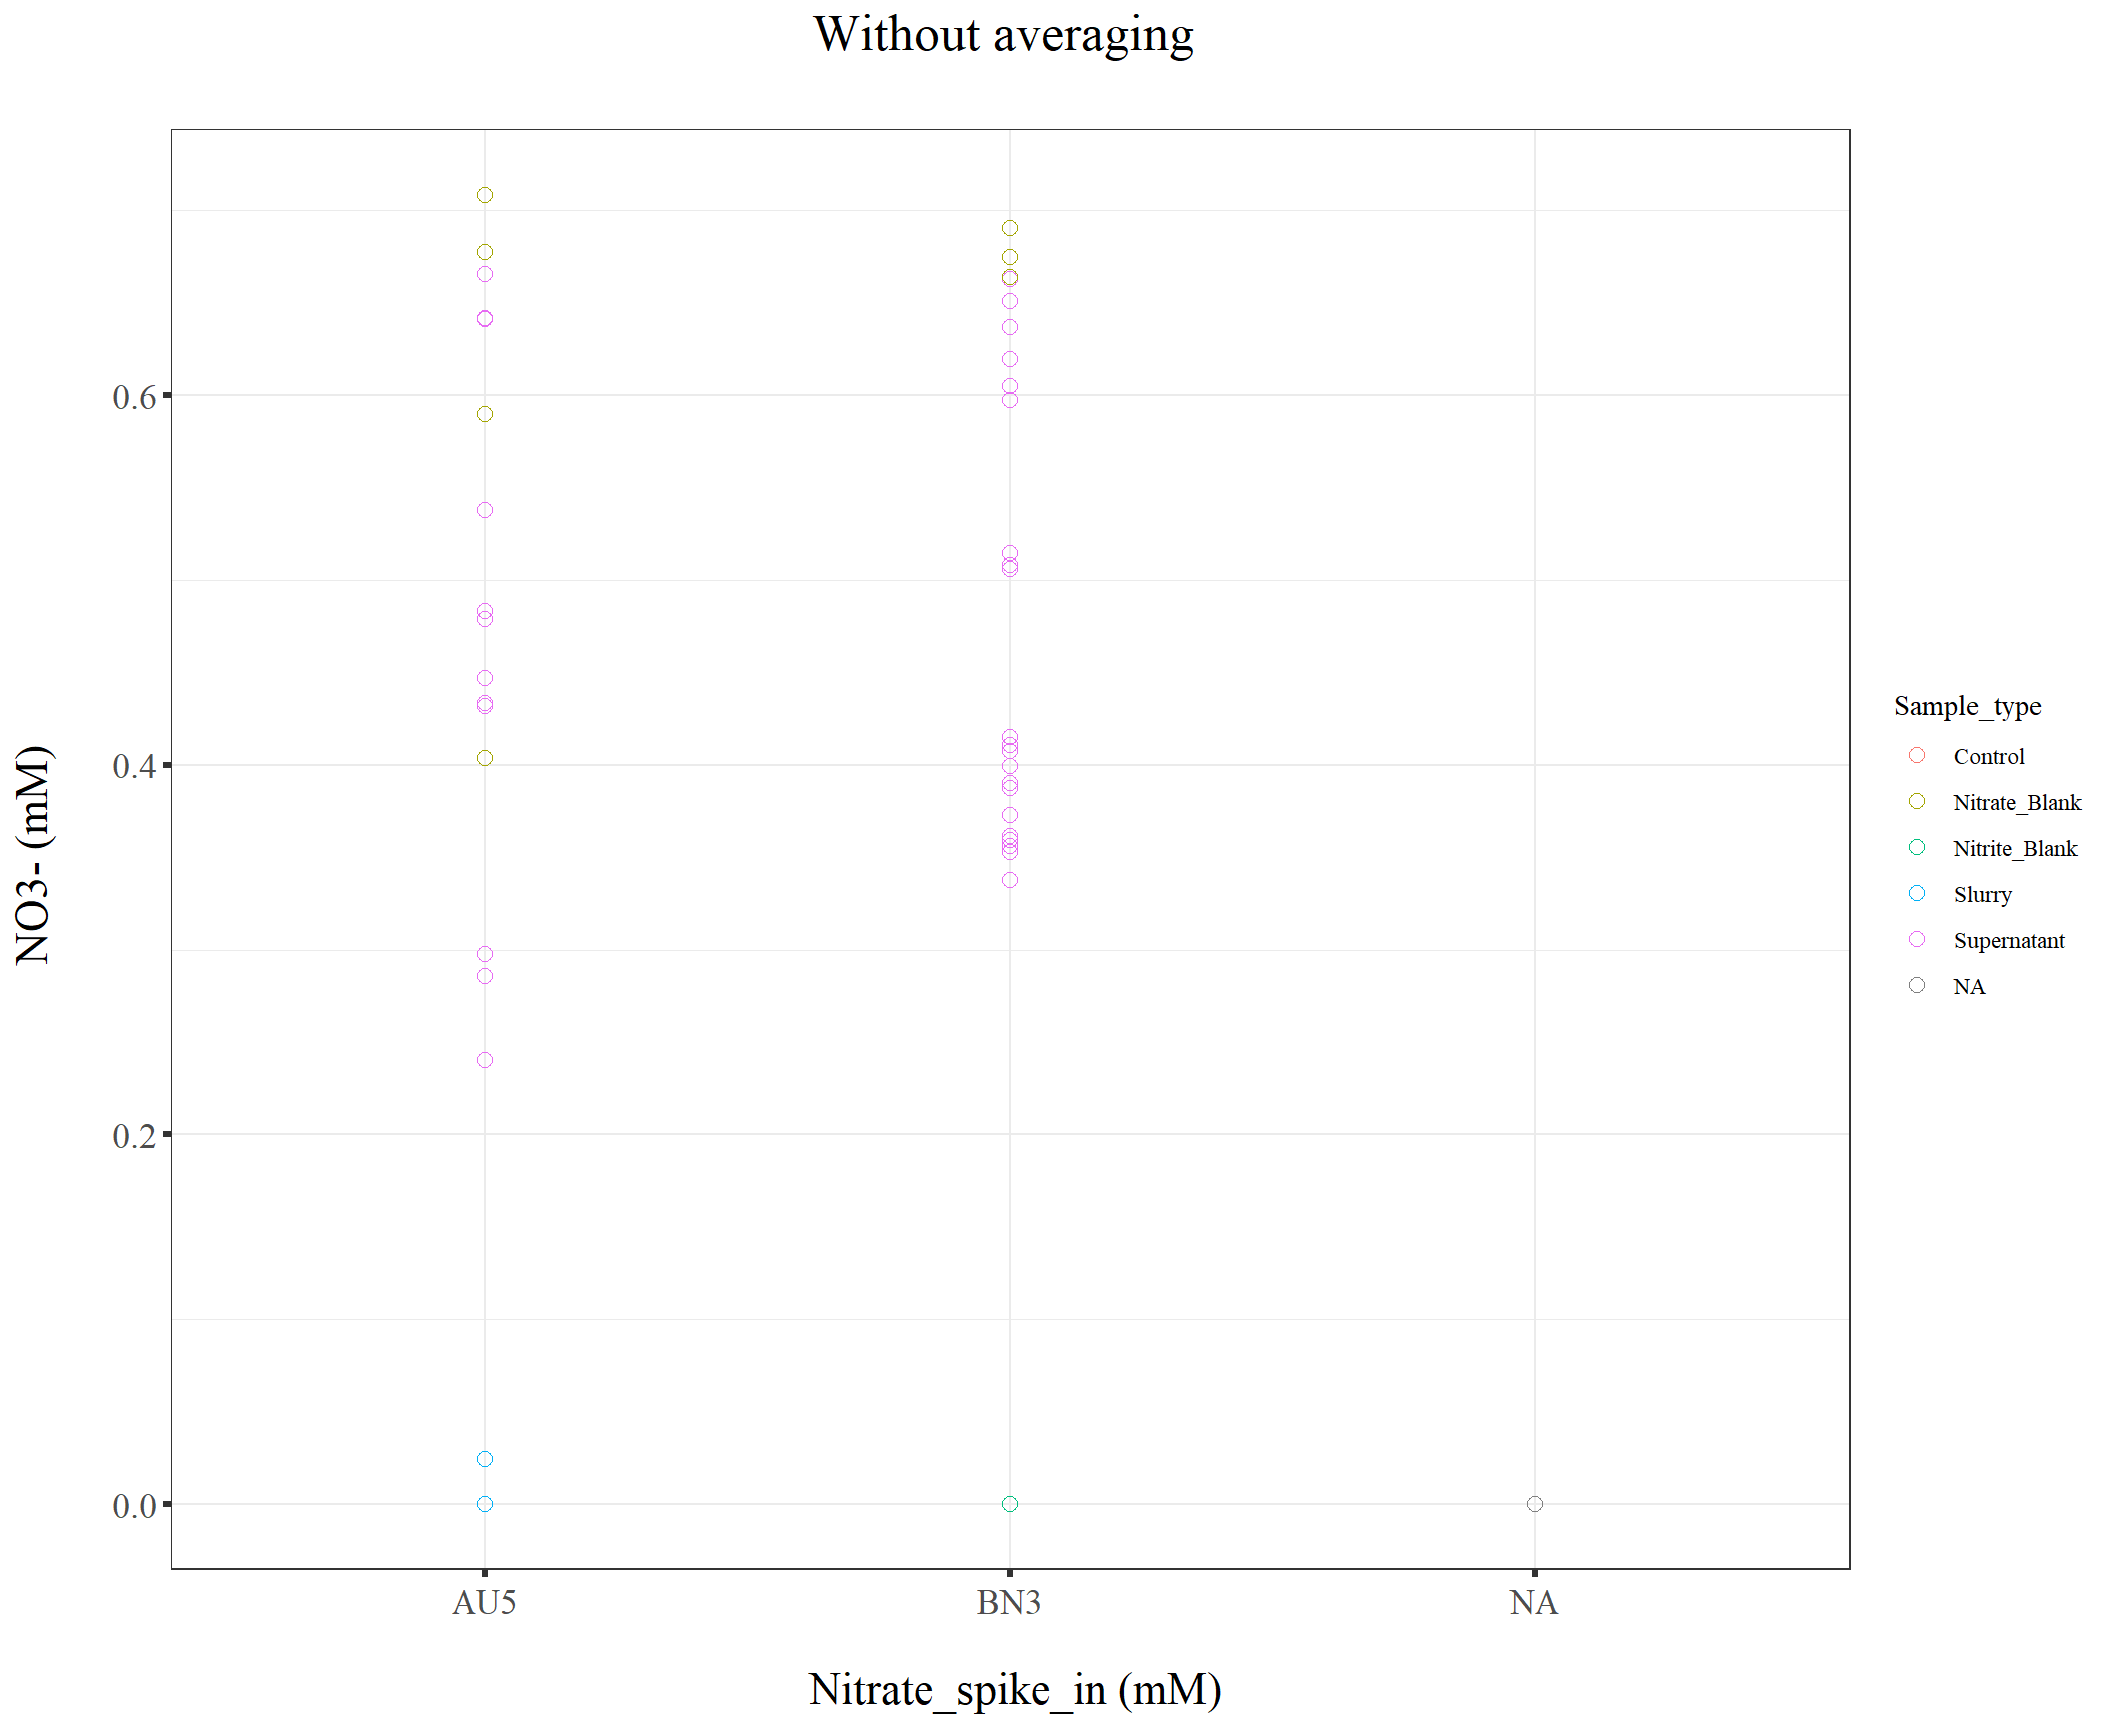 Without averaging
NO3- (mM)
0.6
0.4
0.2
0.0
AU5
BN3
NA
Nitrate_spike_in (mM)
Sample_type
Control
Nitrate_Blank
Nitrite_Blank
Slurry
Supernatant
NA